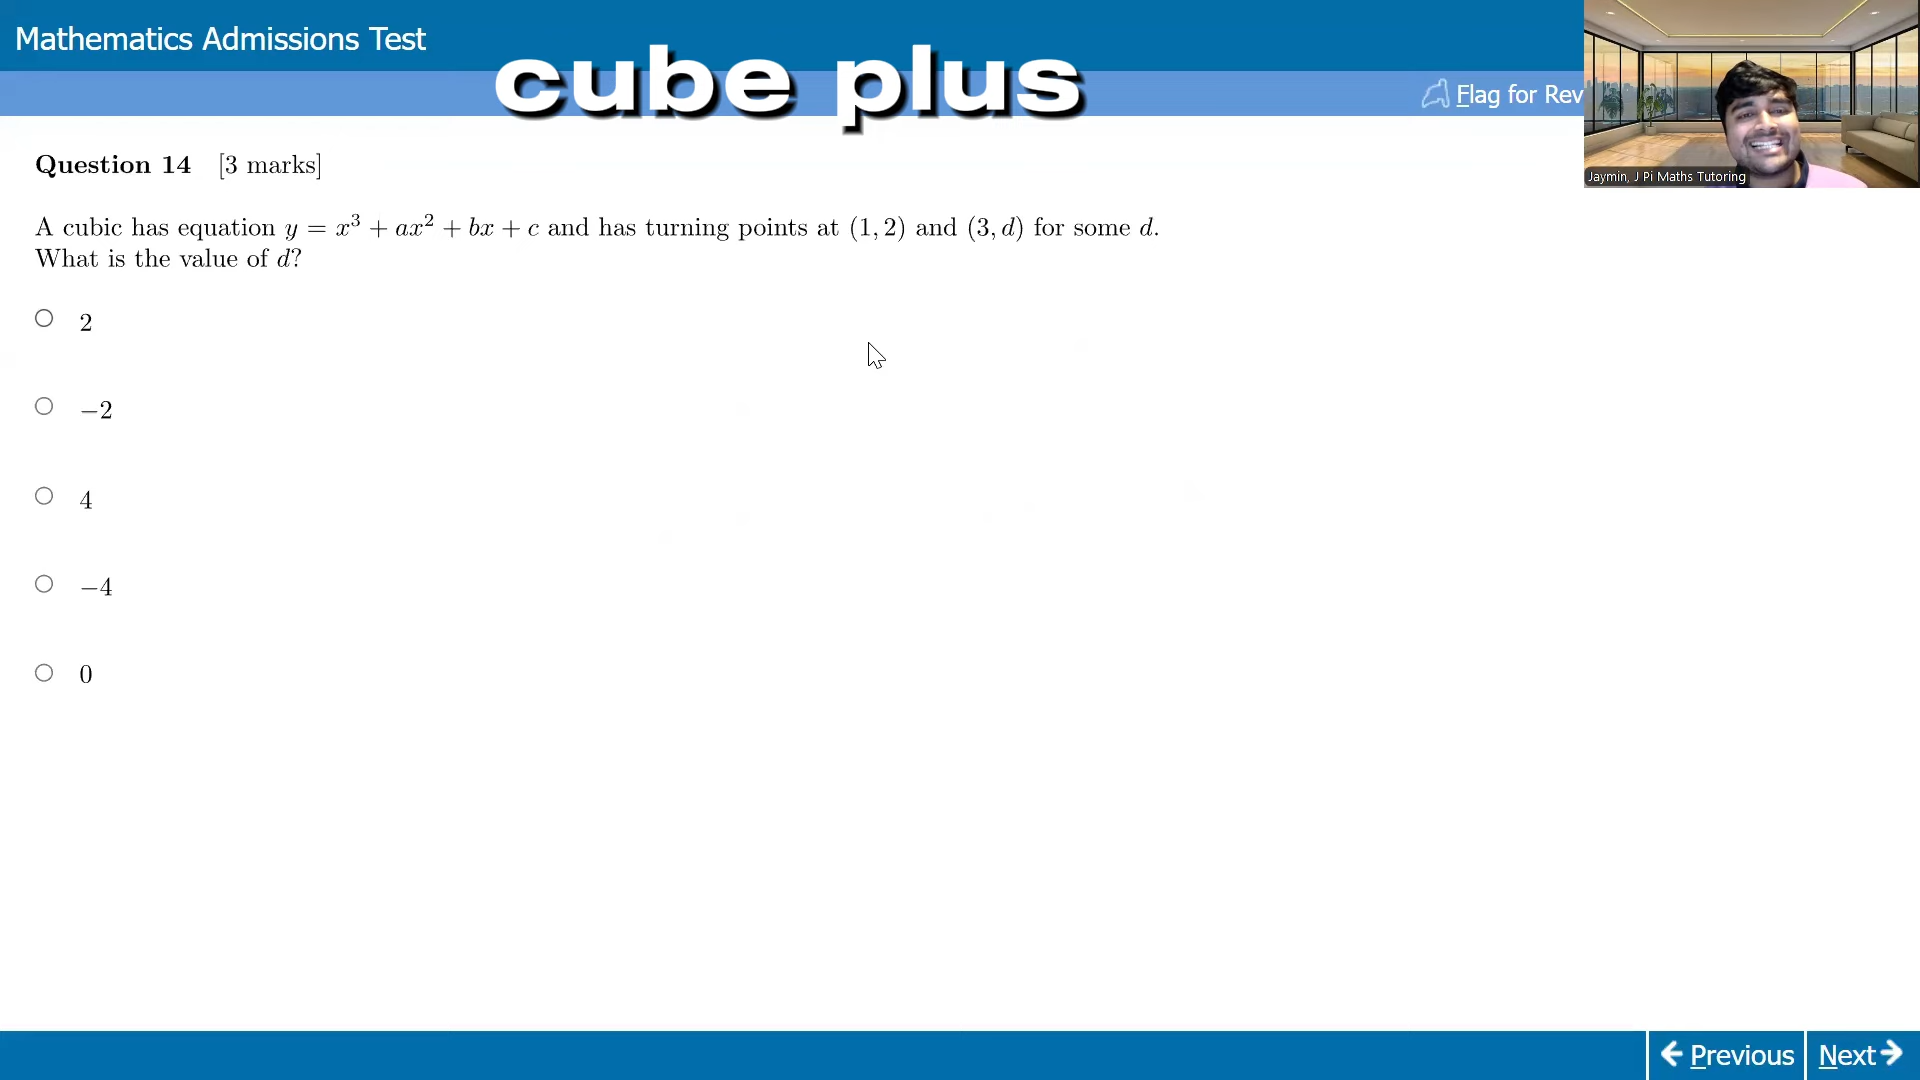 Mathematics Admissions Test
cube plus
Flag for Rev
Jaymin, J Pi Maths Tutoring
Question 14 [3 marks]
A cubic has equation y = x³ + ax² + bx + c and has turning points at (1, 2) and (3, d) for some d.
What is the value of d?
2
−2
4
−4
0
Previous
Next